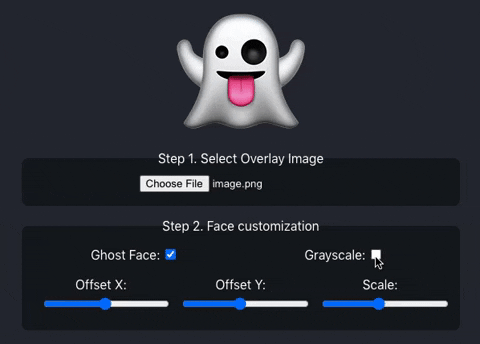 Step 1. Select Overlay Image
Choose File image.png
Step 2. Face customization
Ghost Face: Grayscale:
Offset X: Offset Y: Scale: